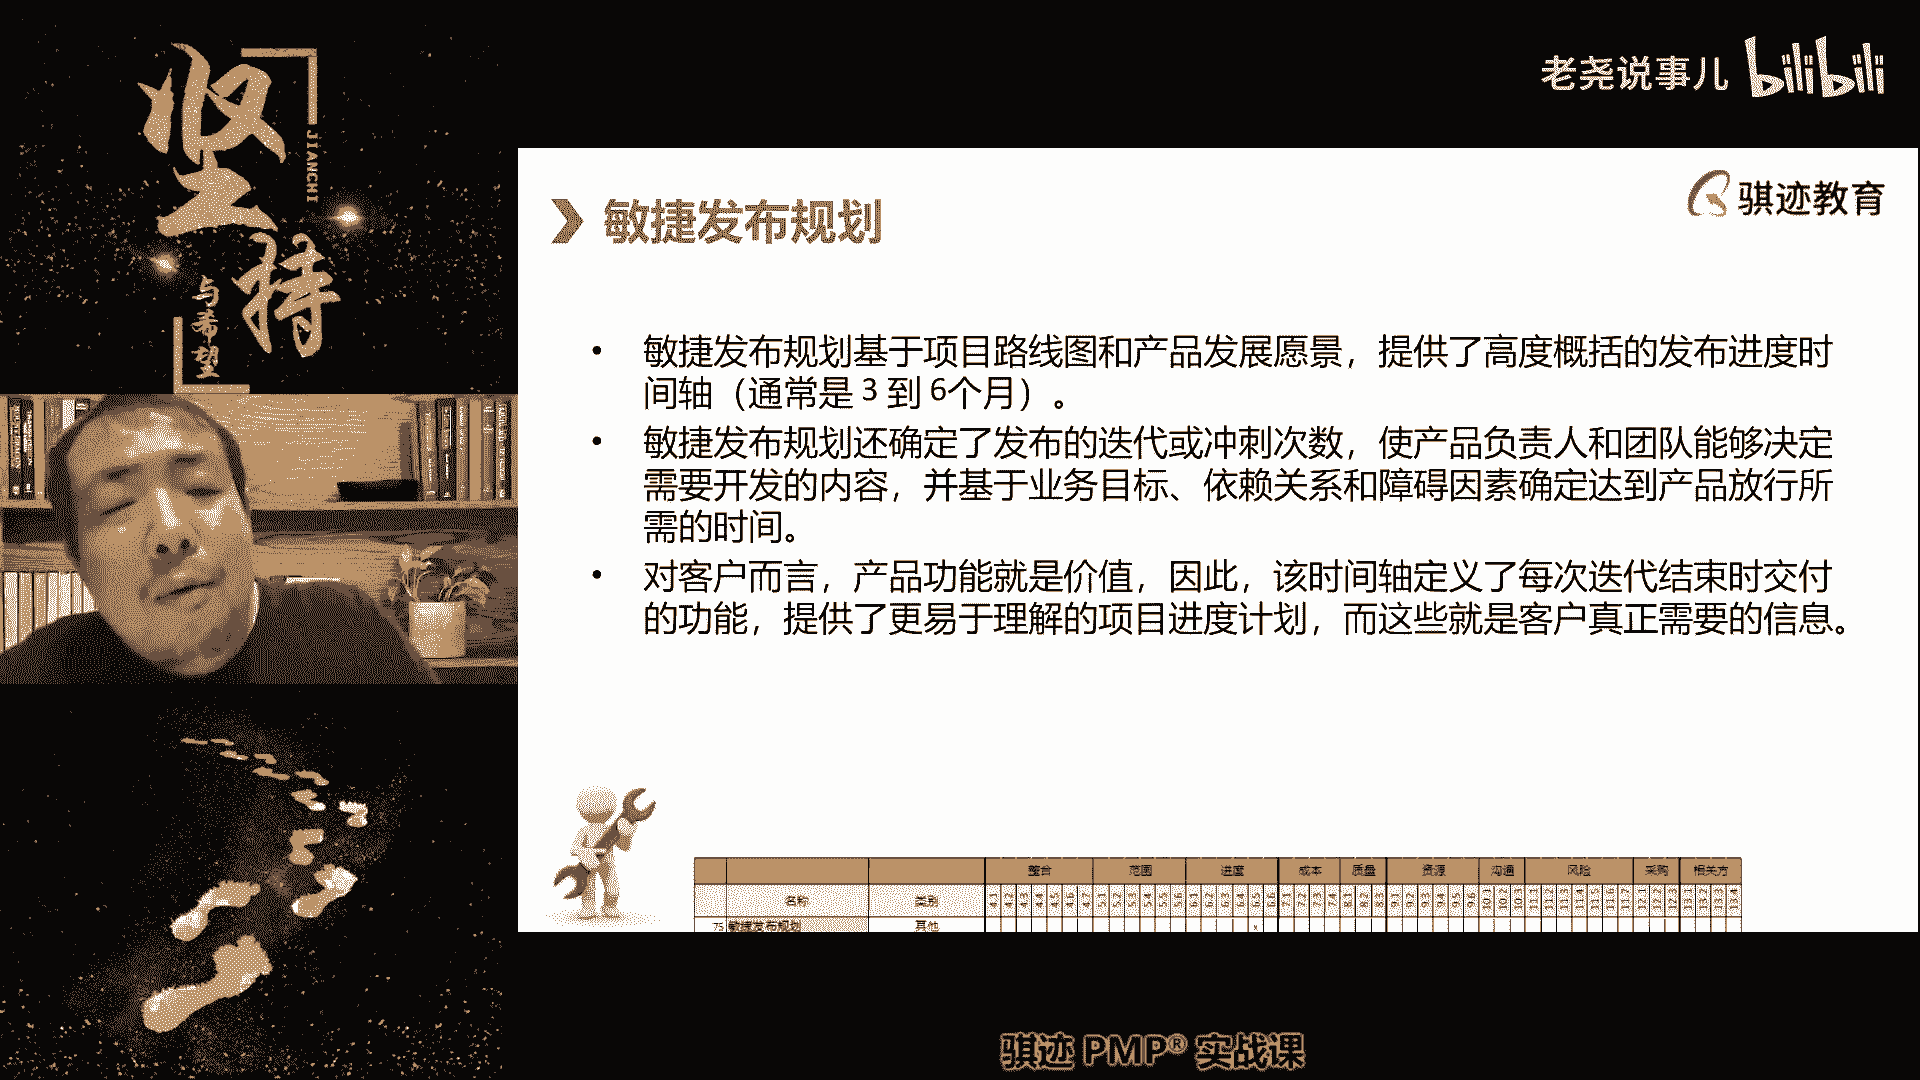 坚持
JIANCHI
与希望
老尧说事儿 bilibili
骐迹教育
敏捷发布规划
• 敏捷发布规划基于项目路线图和产品发展愿景，提供了高度概括的发布进度时
间轴（通常是 3 到 6个月）。
• 敏捷发布规划还确定了发布的迭代或冲刺次数，使产品负责人和团队能够决定
需要开发的内容，并基于业务目标、依赖关系和障碍因素确定达到产品放行所
需的时间。
• 对客户而言，产品功能就是价值，因此，该时间轴定义了每次迭代结束时交付
的功能，提供了更易于理解的项目进度计划，而这些就是客户真正需要的信息。
整合 范围 进度 成本 质量 资源 沟通 风险 采购 相关方
名称 类别
75 敏捷发布规划 其他 x
骐迹 PMP® 实战课